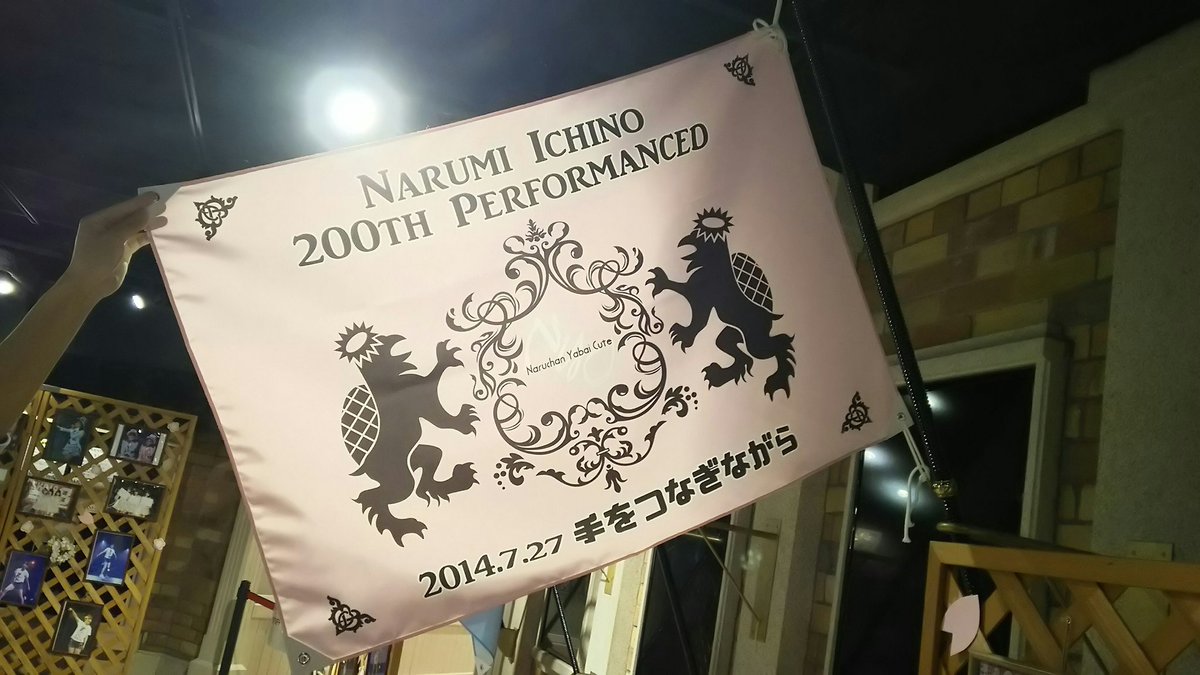 NARUMI ICHINO
200TH PERFORMANCED
Naruchan Yabai Cute
2014.7.27 手をつなぎながら